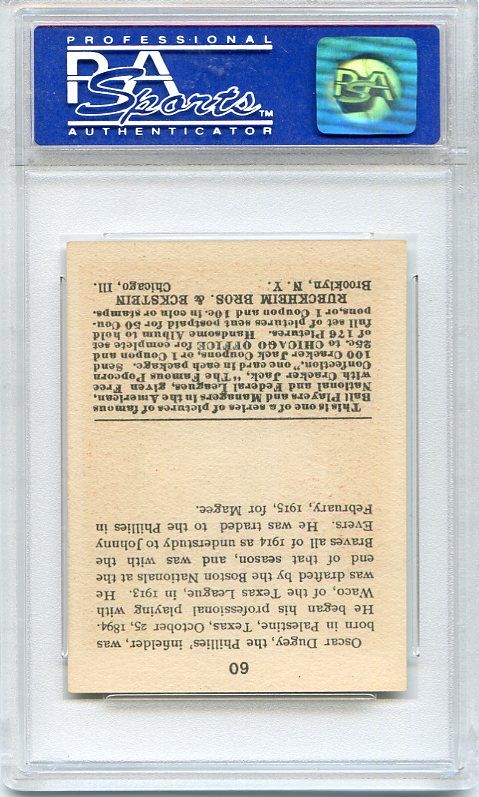 PROFESSIONAL
PSA
Sports™
AUTHENTICATOR
PSA
60
Oscar Dugey, the Phillies' infielder, was
born in Palestine, Texas, October 25, 1894.
He began his professional playing with
Waco, of the Texas League, in 1913. He
was drafted by the Boston Nationals at the
end of that season, and was with the
Braves all of 1914 as understudy to Johnny
Evers. He was traded to the Phillies in
February, 1915, for Magee.
This is one of a series of pictures of famous
Ball Players and Managers in the American,
National and Federal Leagues, given Free
with Cracker Jack, "The Famous Popcorn
Confection," one card in each package. Send
100 Cracker Jack Coupons, or 1 Coupon and
25c. to CHICAGO OFFICE for complete set
of 176 Pictures. Handsome Album to hold
full set of pictures sent postpaid for 50 Cou-
pons, or 1 Coupon and 10c. in coin or stamps.
RUECKHEIM BROS. & ECKSTEIN
Brooklyn, N. Y. Chicago, Ill.